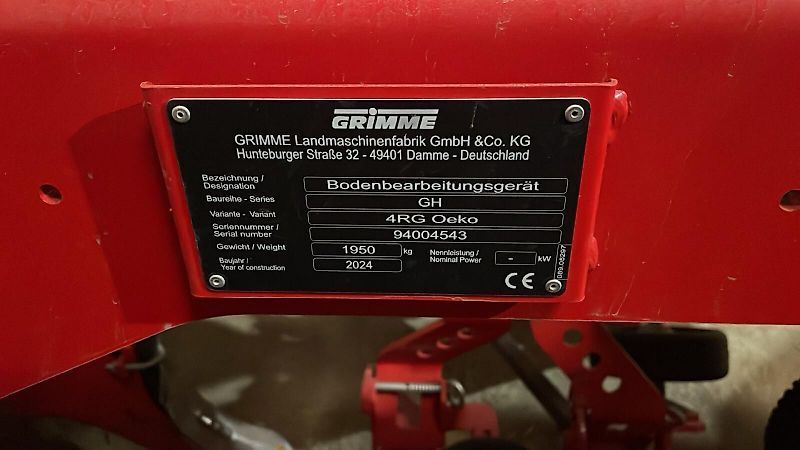 GRIMME
GRIMME Landmaschinenfabrik GmbH &Co. KG
Hunteburger Straße 32 - 49401 Damme - Deutschland
Bezeichnung /
Designation
Bodenbearbeitungsgerät
Baureihe - Series
GH
Variante - Variant
4RG Oeko
Seriennummer /
Serial number
94004543
Gewicht / Weight
1950 kg
Nennleistung /
Nominal Power
- kW
Baujahr /
Year of construction
2024
CE
089.05297